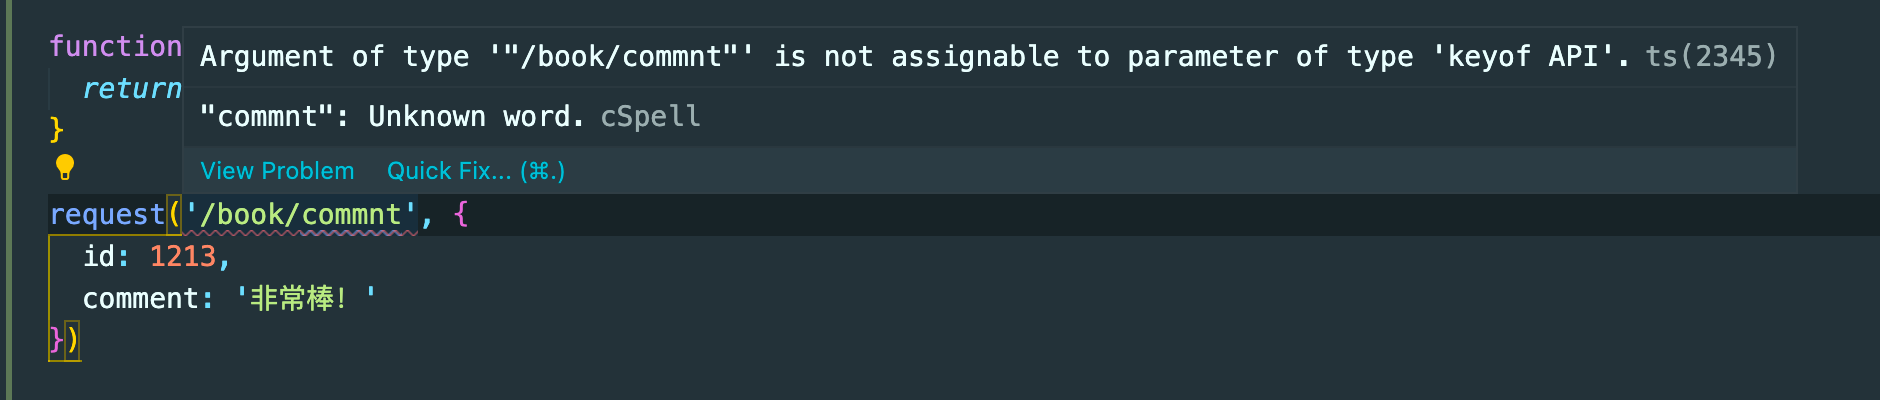 function
Argument of type '"/book/commnt"' is not assignable to parameter of type 'keyof API'. ts(2345)
return
"commnt": Unknown word. cSpell
}
View Problem Quick Fix... (⌘.)
request('/book/commnt', {
id: 1213,
comment: '非常棒！'
})